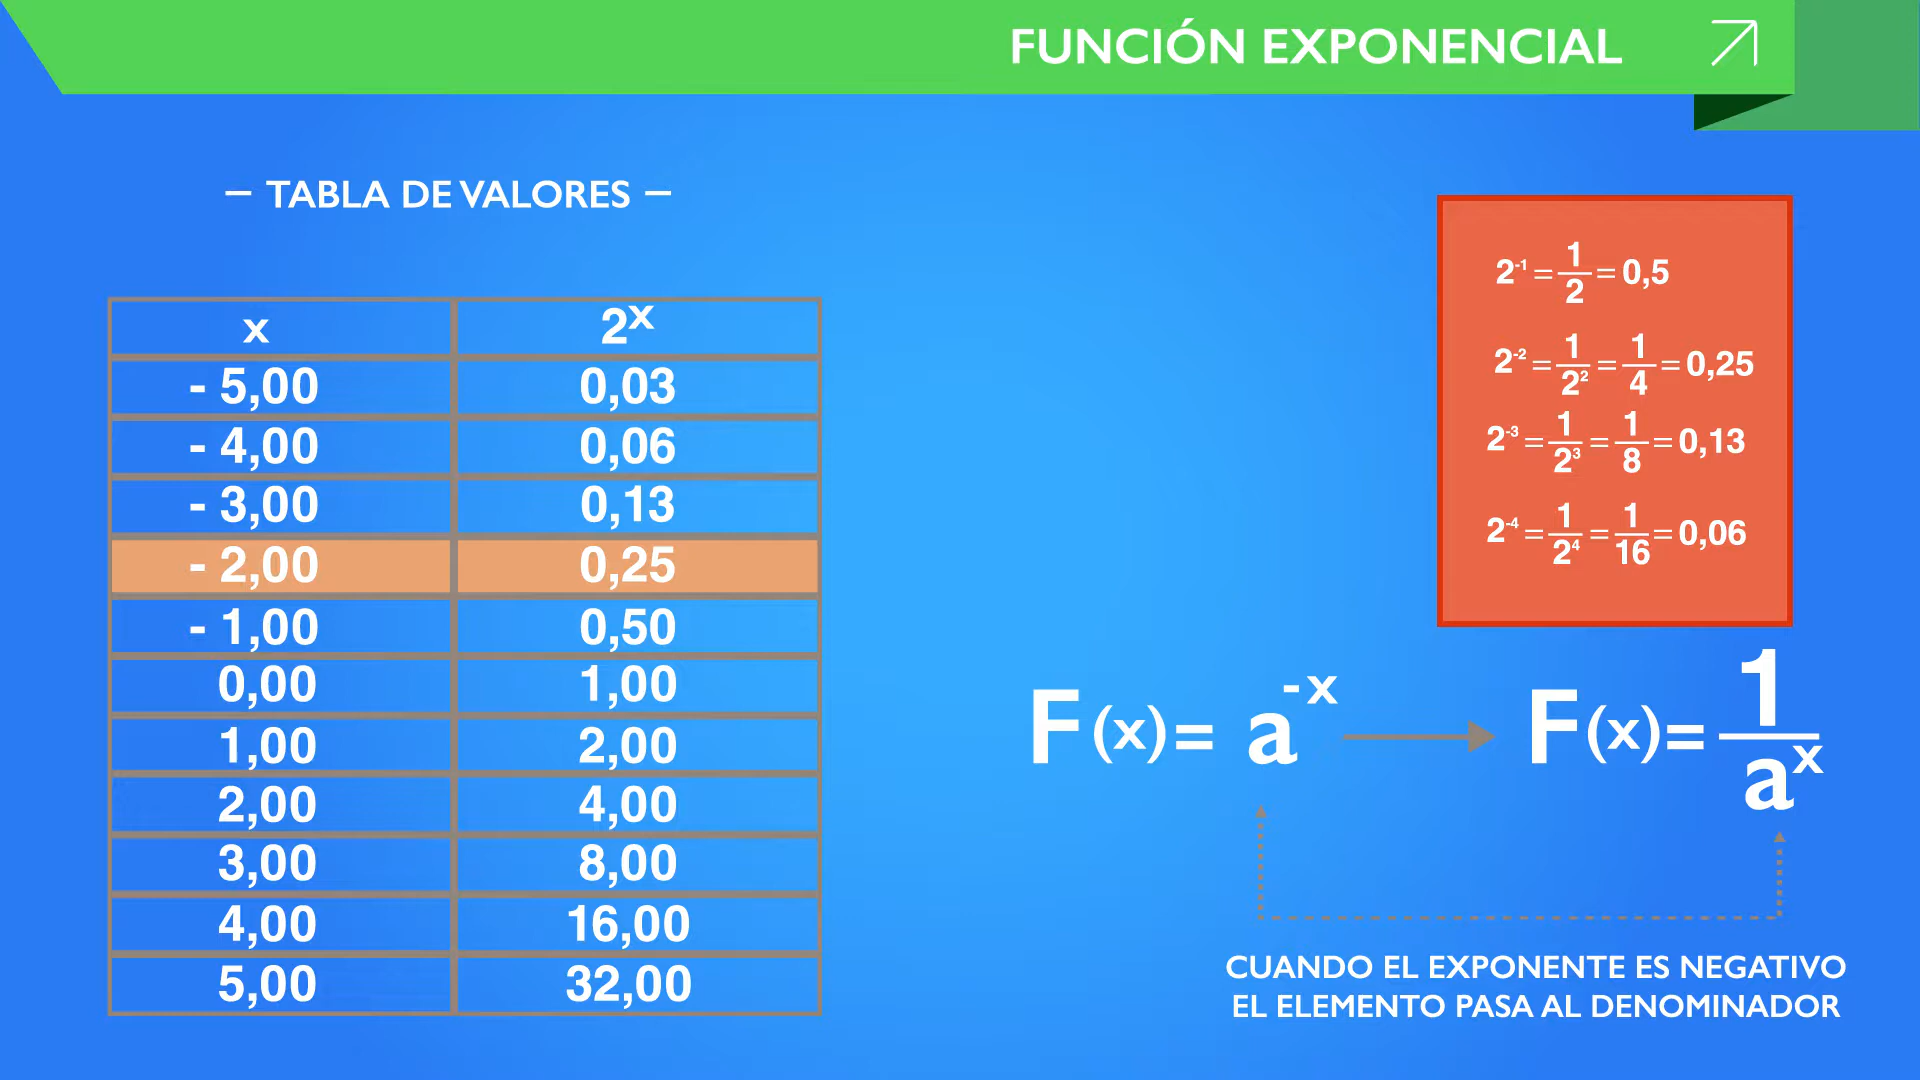 FUNCIÓN EXPONENCIAL
– TABLA DE VALORES –
x 2ˣ
- 5,00 0,03
- 4,00 0,06
- 3,00 0,13
- 2,00 0,25
- 1,00 0,50
0,00 1,00
1,00 2,00
2,00 4,00
3,00 8,00
4,00 16,00
5,00 32,00
2⁻¹ = 1/2 = 0,5
2⁻² = 1/2² = 1/4 = 0,25
2⁻³ = 1/2³ = 1/8 = 0,13
2⁻⁴ = 1/2⁴ = 1/16 = 0,06
F(x) = a⁻ˣ → F(x) = 1/aˣ
CUANDO EL EXPONENTE ES NEGATIVO
EL ELEMENTO PASA AL DENOMINADOR